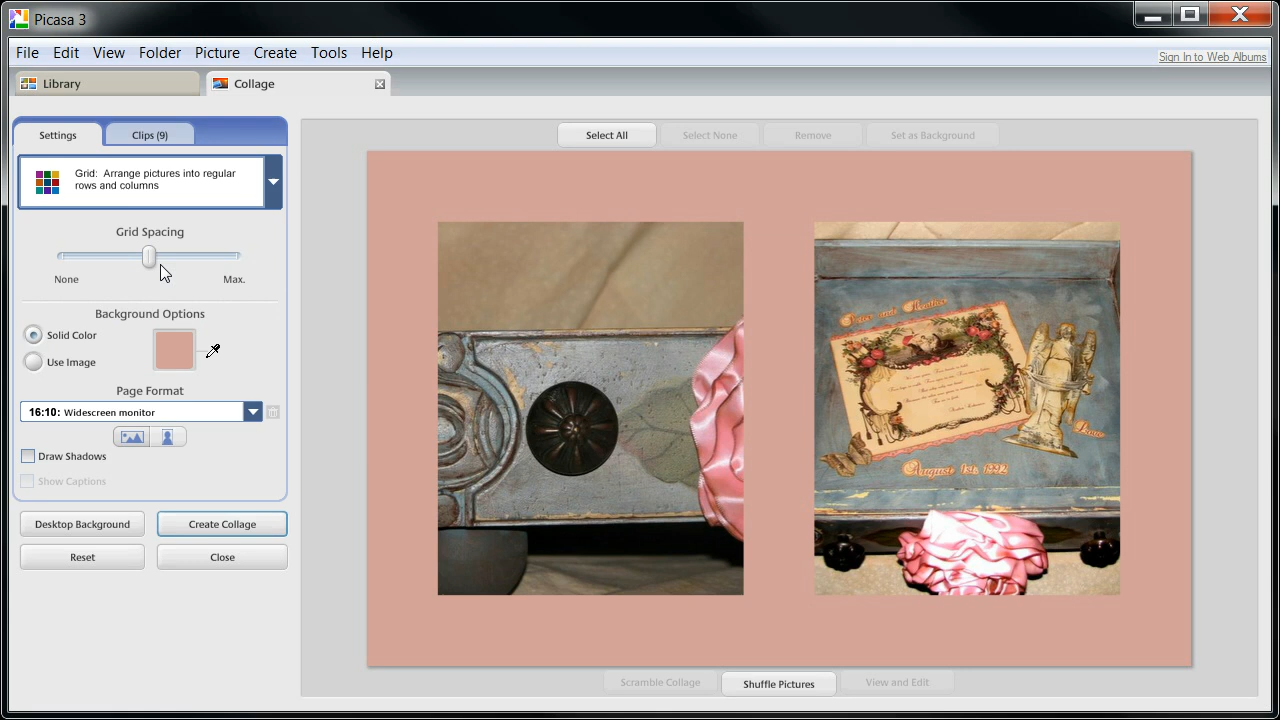 Picasa 3
File Edit View Folder Picture Create Tools Help
Sign In to Web Albums
Library
Collage
Settings
Clips (9)
Select All
Select None
Remove
Set as Background
Grid: Arrange pictures into regular
rows and columns
Grid Spacing
None
Max.
Background Options
Solid Color
Use Image
Page Format
16:10: Widescreen monitor
Draw Shadows
Show Captions
Desktop Background
Create Collage
Reset
Close
and
Love
August 1st, 1992
Scramble Collage
Shuffle Pictures
View and Edit